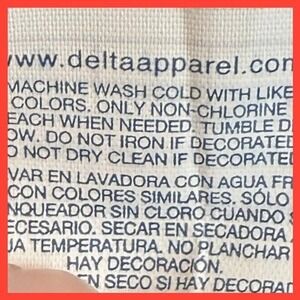 www.deltaapparel.com
MACHINE WASH COLD WITH LIKE
COLORS. ONLY NON-CHLORINE
EACH WHEN NEEDED. TUMBLE D
OW. DO NOT IRON IF DECORATED
O NOT DRY CLEAN IF DECORATED
VAR EN LAVADORA CON AGUA FR
CON COLORES SIMILARES. SÓLO
NQUEADOR SIN CLORO CUANDO S
ECESARIO. SECAR EN SECADORA A
JA TEMPERATURA. NO PLANCHAR
HAY DECORACIÓN.
EN SECO SI HAY DECORAC